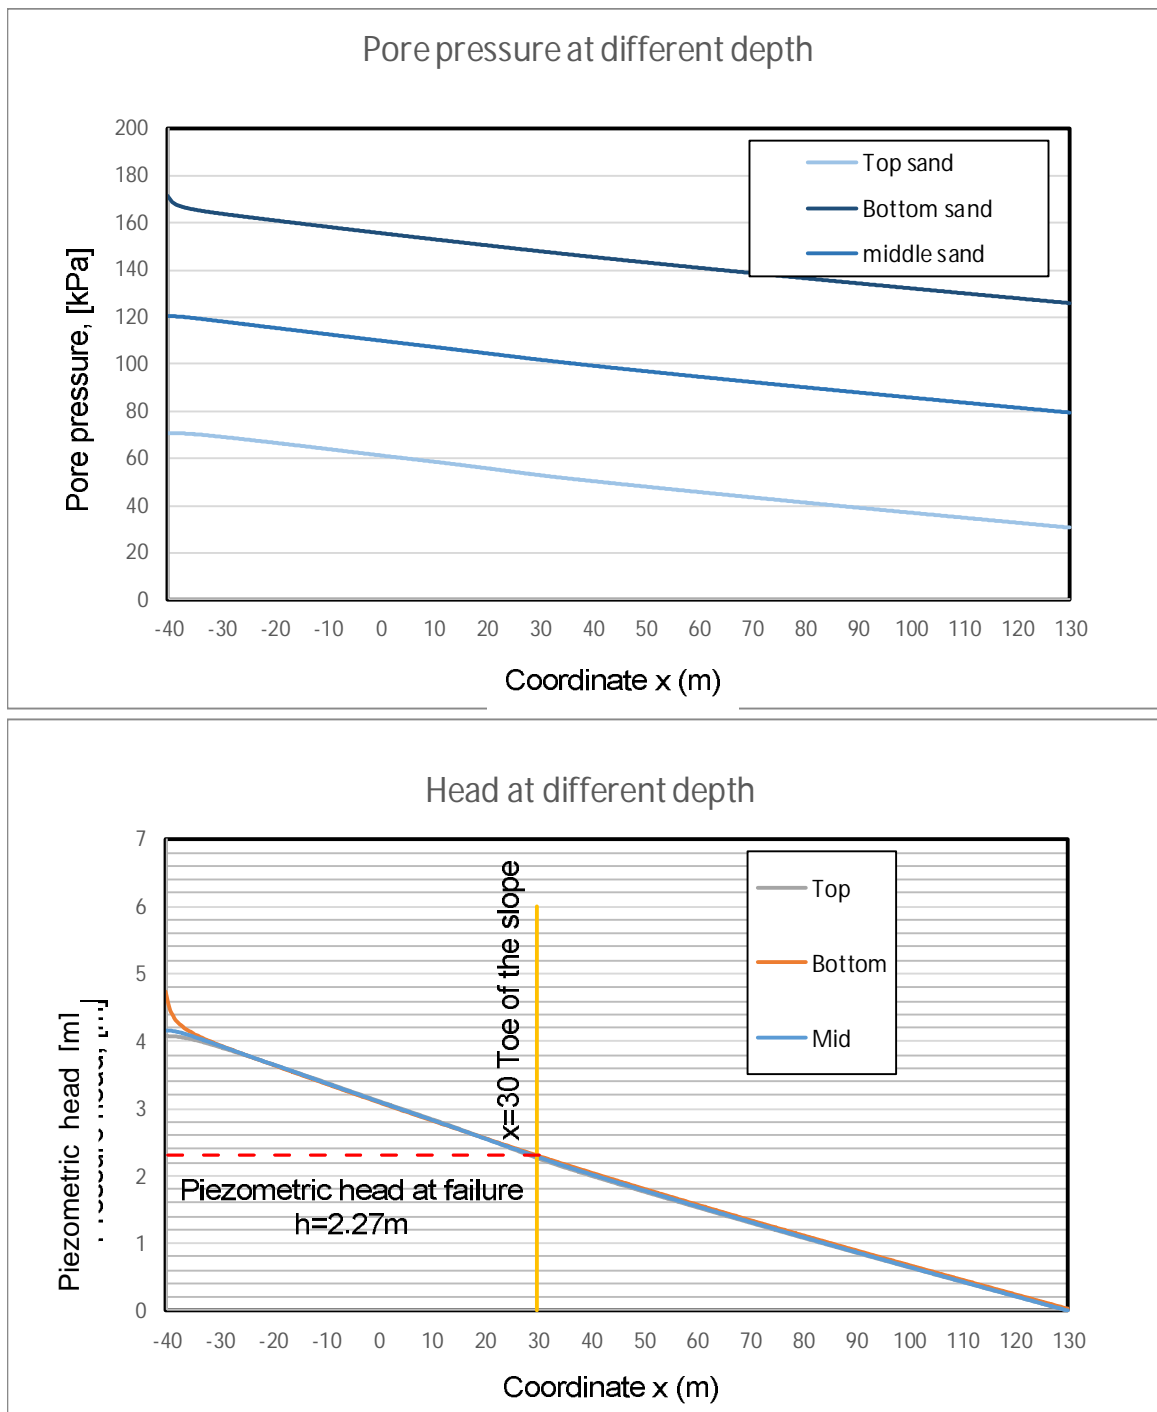 Pore pressure at different depth
200
180
160
140
120
100
80
60
40
20
0
Pore pressure, [kPa]
Top sand
Bottom sand
middle sand
-40 -30 -20 -10 0 10 20 30 40 50 60 70 80 90 100 110 120 130
Coordinate x (m)
Head at different depth
7
6
5
4
3
2
1
0
Piezometric head [m]
x=30 Toe of the slope
Top
Bottom
Mid
Piezometric head at failure
h=2.27m
-40 -30 -20 -10 0 10 20 30 40 50 60 70 80 90 100 110 120 130
Coordinate x (m)